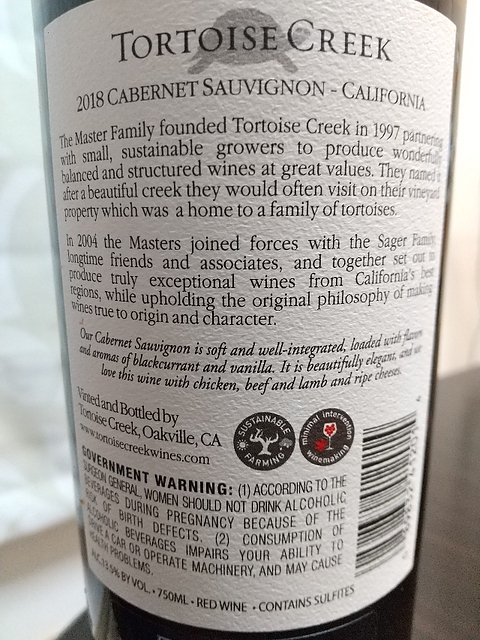 TORTOISE CREEK
2018 CABERNET SAUVIGNON - CALIFORNIA
The Master Family founded Tortoise Creek in 1997 partnering
with small, sustainable growers to produce wonderfully
balanced and structured wines at great values. They named it
after a beautiful creek they would often visit on their vineyard
property which was a home to a family of tortoises.
In 2004 the Masters joined forces with the Sager Family,
longtime friends and associates, and together set out to
produce truly exceptional wines from California's best
regions, while upholding the original philosophy of making
wines true to origin and character.
Our Cabernet Sauvignon is soft and well-integrated, loaded with flavors
and aromas of blackcurrant and vanilla. It is beautifully elegant, and we
love this wine with chicken, beef and lamb and ripe cheeses.
Vinted and Bottled by
Tortoise Creek, Oakville, CA
www.tortoisecreekwines.com
SUSTAINABLE
FARMING
minimal intervention
winemaking
GOVERNMENT WARNING: (1) ACCORDING TO THE
SURGEON GENERAL, WOMEN SHOULD NOT DRINK ALCOHOLIC
BEVERAGES DURING PREGNANCY BECAUSE OF THE
RISK OF BIRTH DEFECTS. (2) CONSUMPTION OF
ALCOHOLIC BEVERAGES IMPAIRS YOUR ABILITY TO
DRIVE A CAR OR OPERATE MACHINERY, AND MAY CAUSE
HEALTH PROBLEMS.
ALC. 13.5% BY VOL. • 750ML • RED WINE • CONTAINS SULFITES